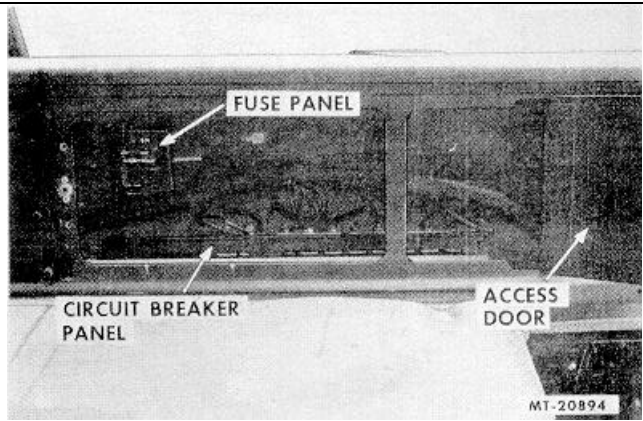 FUSE PANEL
CIRCUIT BREAKER
PANEL
ACCESS
DOOR
MT-20894